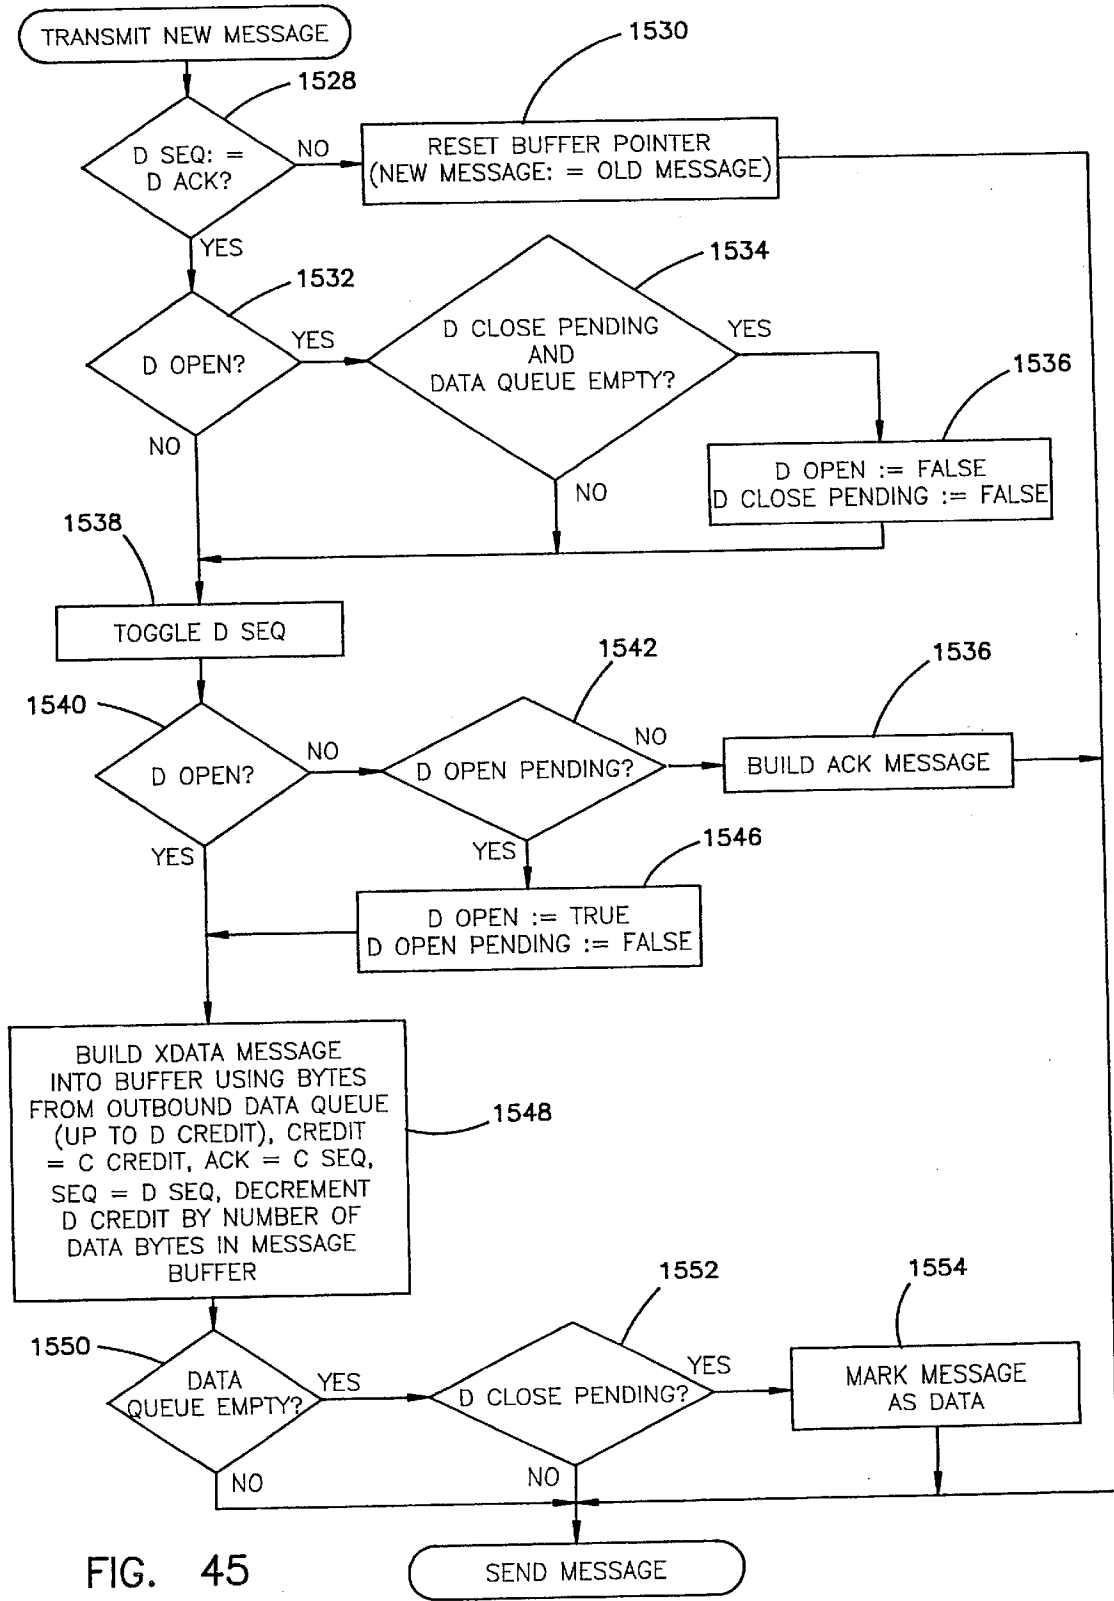 TRANSMIT NEW MESSAGE
1528
1530
D SEQ: =
D ACK?
NO
RESET BUFFER POINTER
(NEW MESSAGE: = OLD MESSAGE)
YES
1532
1534
D OPEN?
YES
D CLOSE PENDING
AND
DATA QUEUE EMPTY?
YES
1536
NO
NO
D OPEN := FALSE
D CLOSE PENDING := FALSE
1538
TOGGLE D SEQ
1540
1542
1536
D OPEN?
NO
D OPEN PENDING?
NO
BUILD ACK MESSAGE
YES
YES
1546
D OPEN := TRUE
D OPEN PENDING := FALSE
BUILD XDATA MESSAGE
INTO BUFFER USING BYTES
FROM OUTBOUND DATA QUEUE
(UP TO D CREDIT), CREDIT
= C CREDIT, ACK = C SEQ,
SEQ = D SEQ, DECREMENT
D CREDIT BY NUMBER OF
DATA BYTES IN MESSAGE
BUFFER
1548
1550
1552
1554
DATA
QUEUE EMPTY?
YES
D CLOSE PENDING?
YES
MARK MESSAGE
AS DATA
NO
NO
SEND MESSAGE
FIG. 45